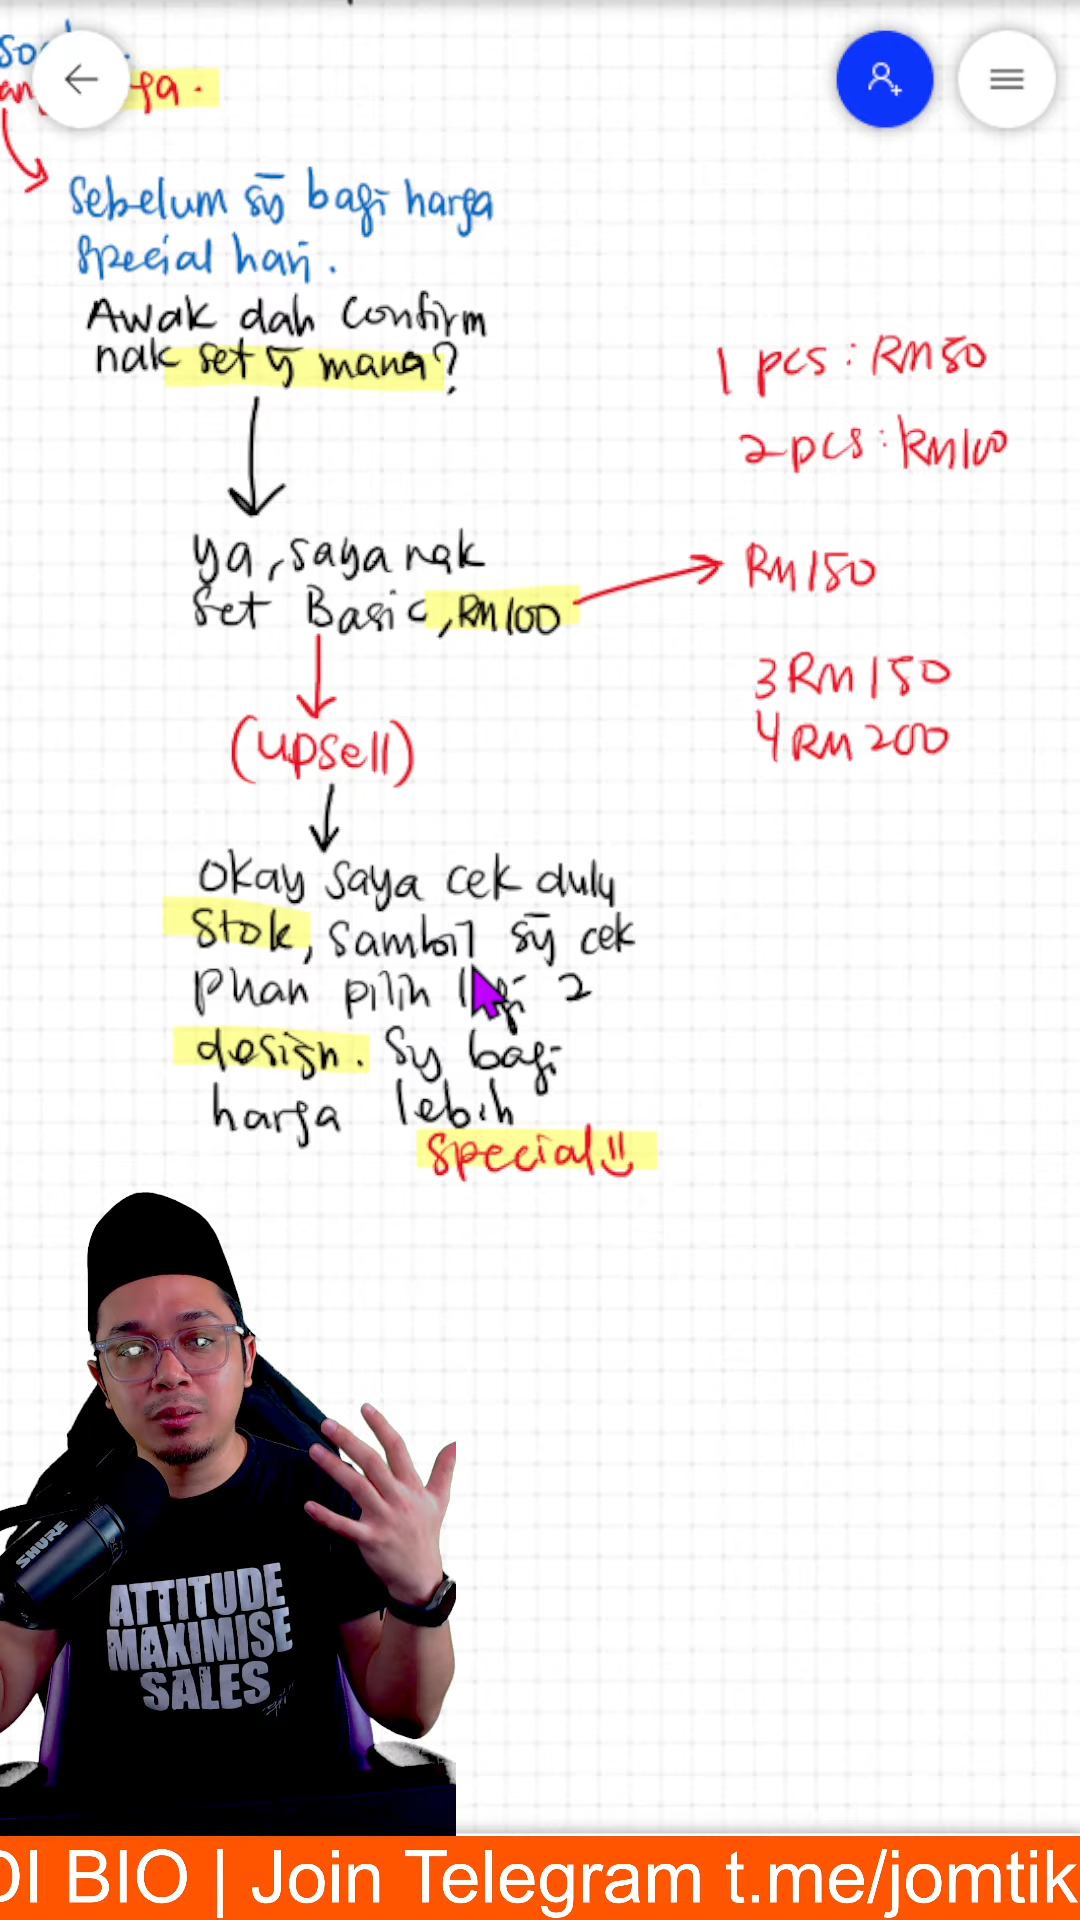 ga.
Sebelum sy bagi harga
special hari.
Awak dah confirm
nak set yg mana?
1 pcs : RM50
2 pcs : RM100
ya, saya nak
set Basic, RM100
RM150
3 RM150
4 RM200
(upsell)
okay saya cek dulu
stok, sambil sy cek
phan pilih lagi 2
design. sy bagi
harga lebih
special
SHURE
ATTITUDE
MAXIMISE
SALES
DI BIO | Join Telegram t.me/jomtik